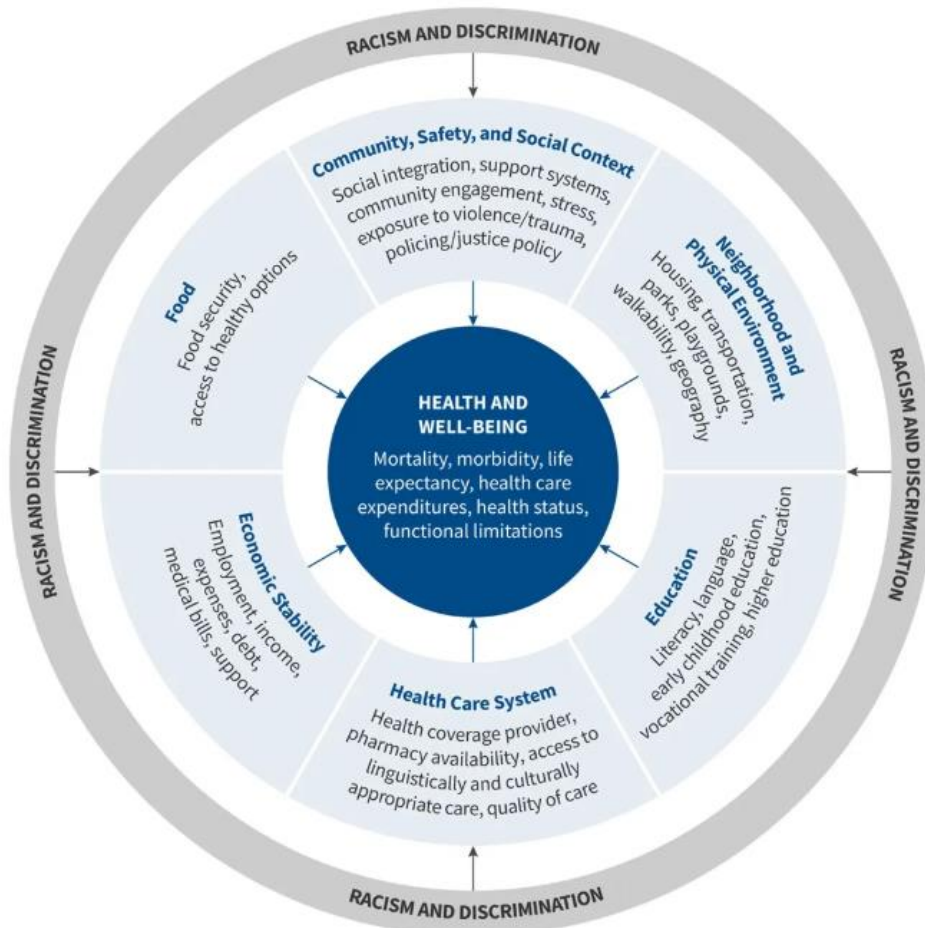 RACISM AND DISCRIMINATION
Community, Safety, and Social Context
Social integration, support systems,
community engagement, stress,
exposure to violence/trauma,
policing/justice policy
Neighborhood and
Physical Environment
Housing, transportation,
parks, playgrounds,
walkability, geography
RACISM AND DISCRIMINATION
Education
Literacy, language,
early childhood education,
vocational training, higher education
Health Care System
Health coverage provider,
pharmacy availability, access to
linguistically and culturally
appropriate care, quality of care
RACISM AND DISCRIMINATION
Economic Stability
Employment, income,
expenses, debt,
medical bills, support
RACISM AND DISCRIMINATION
Food
Food security,
access to healthy options
HEALTH AND
WELL-BEING
Mortality, morbidity, life
expectancy, health care
expenditures, health status,
functional limitations